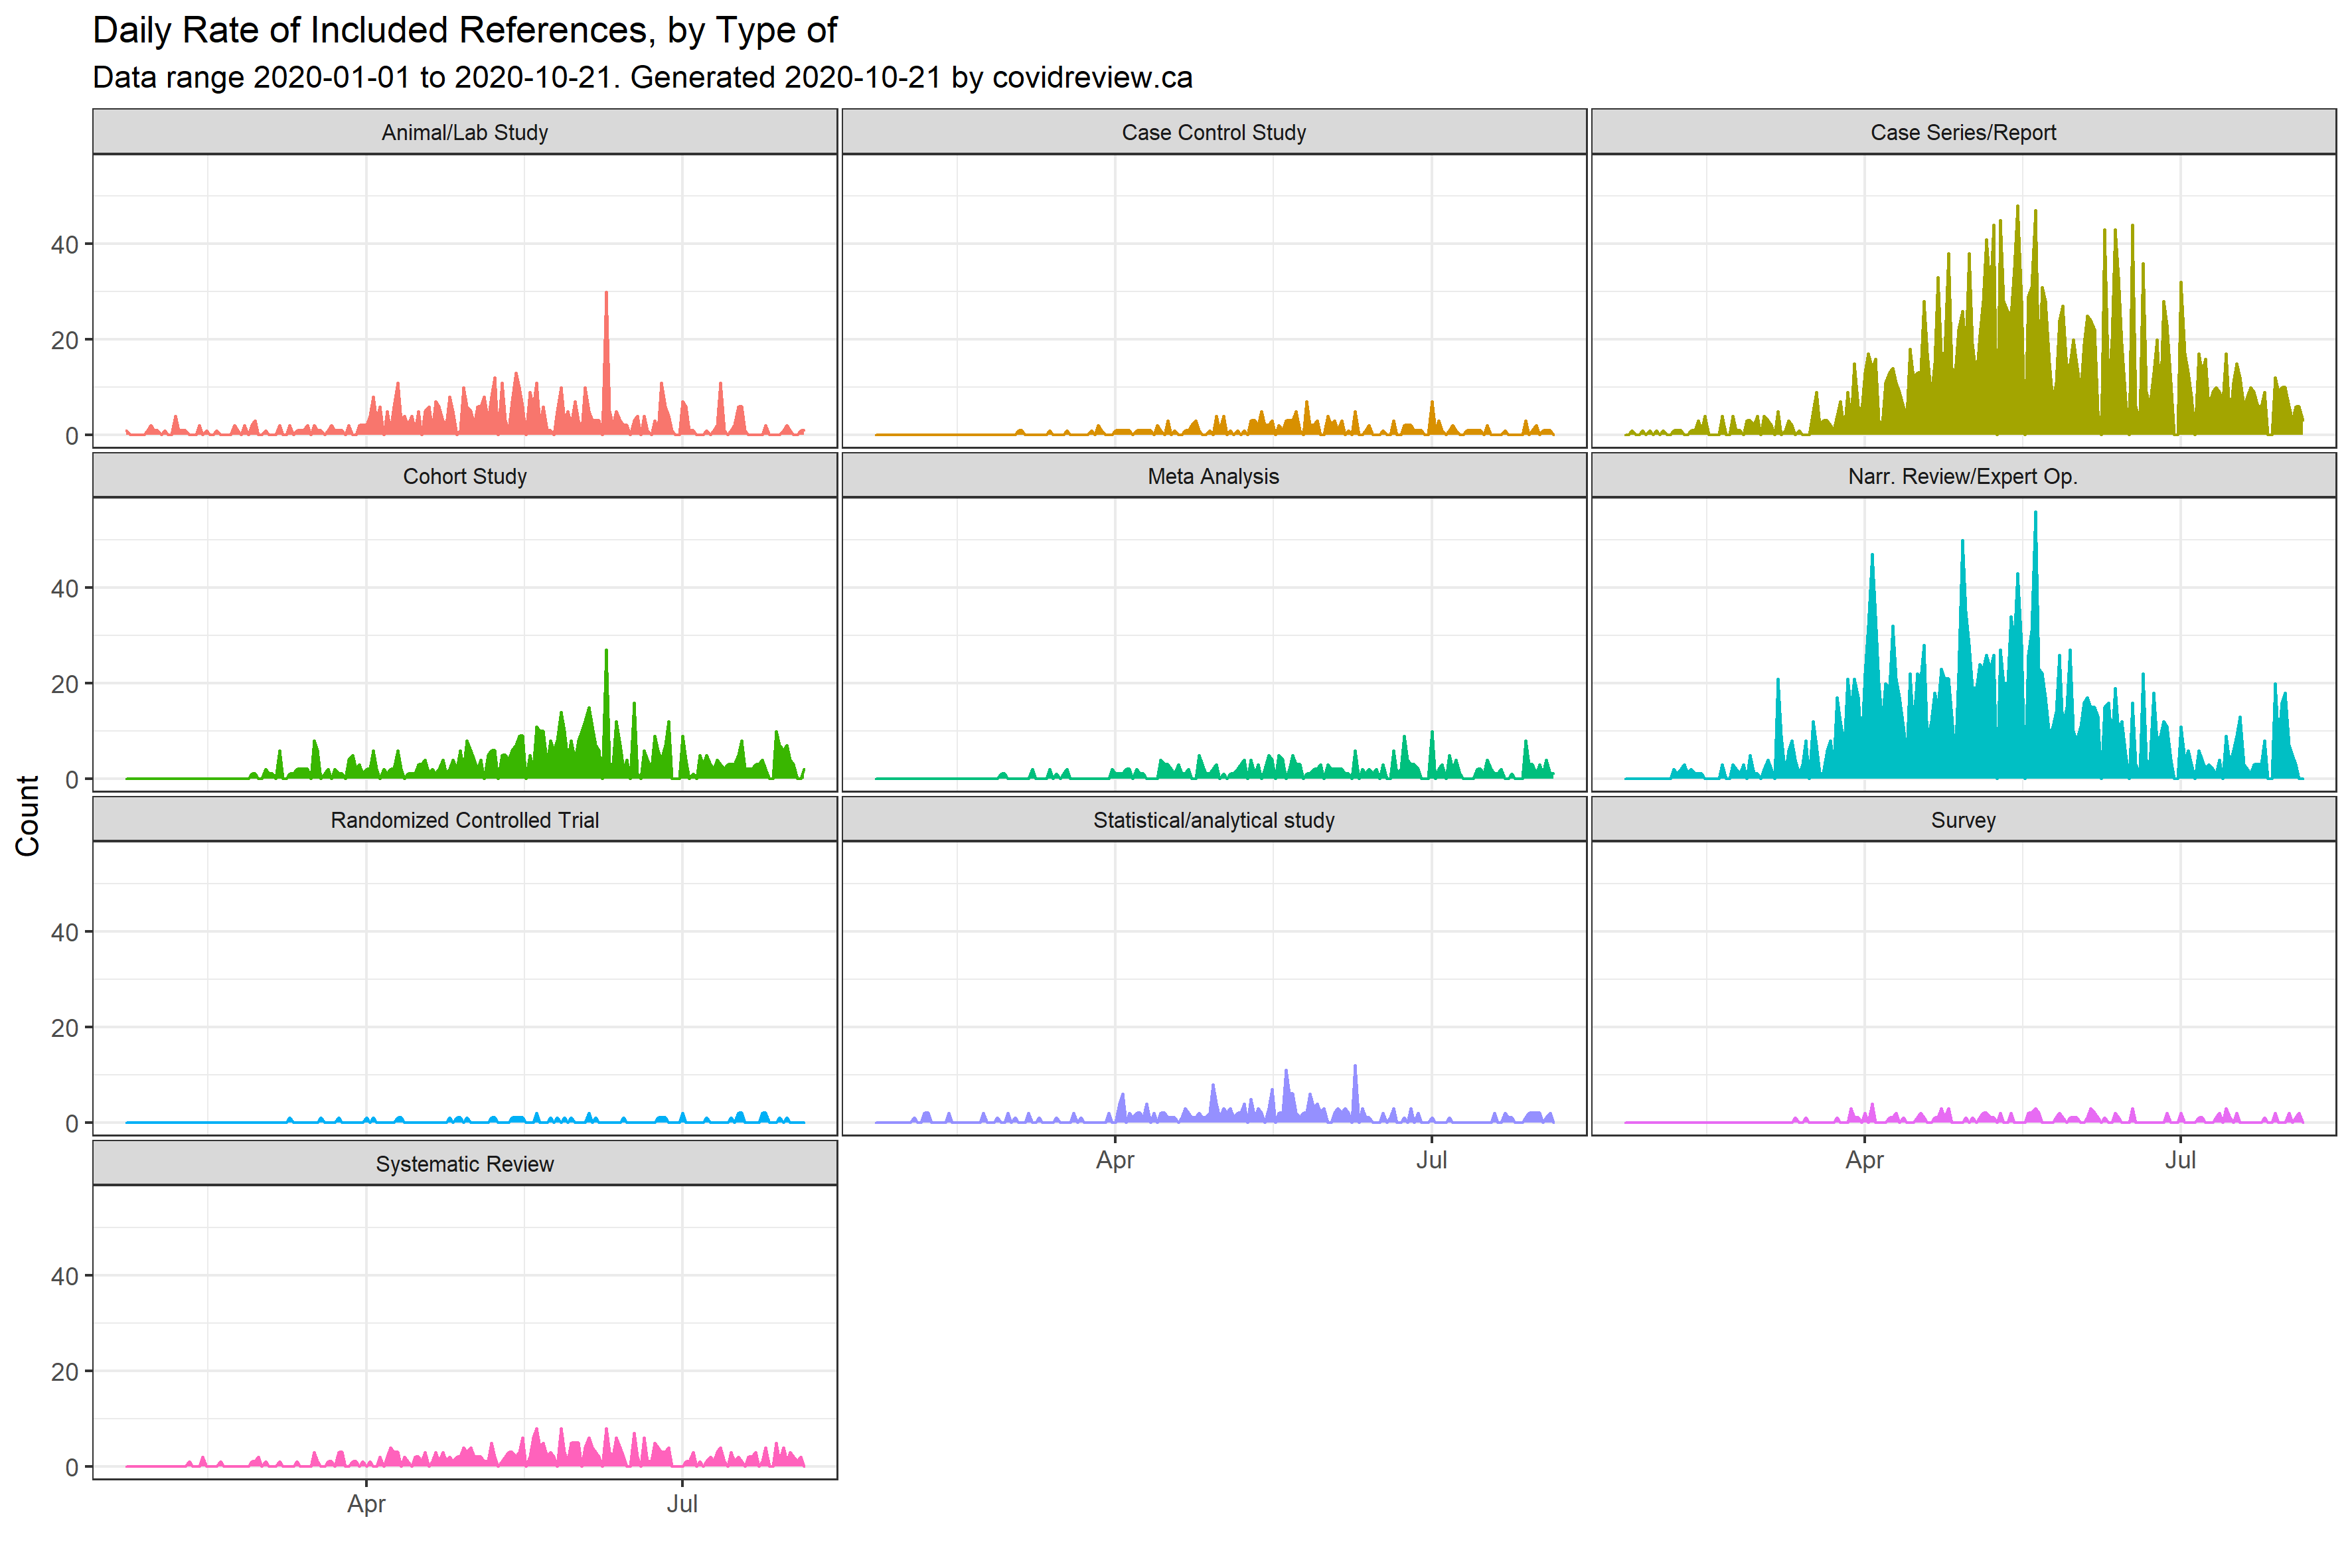 Daily Rate of Included References, by Type of
Data range 2020-01-01 to 2020-10-21. Generated 2020-10-21 by covidreview.ca
Animal/Lab Study
Case Control Study
Case Series/Report
40
20
0
Cohort Study
Meta Analysis
Narr. Review/Expert Op.
40
20
0
Count
Randomized Controlled Trial
Statistical/analytical study
Survey
40
20
0
Apr
Jul
Apr
Jul
Systematic Review
40
20
0
Apr
Jul